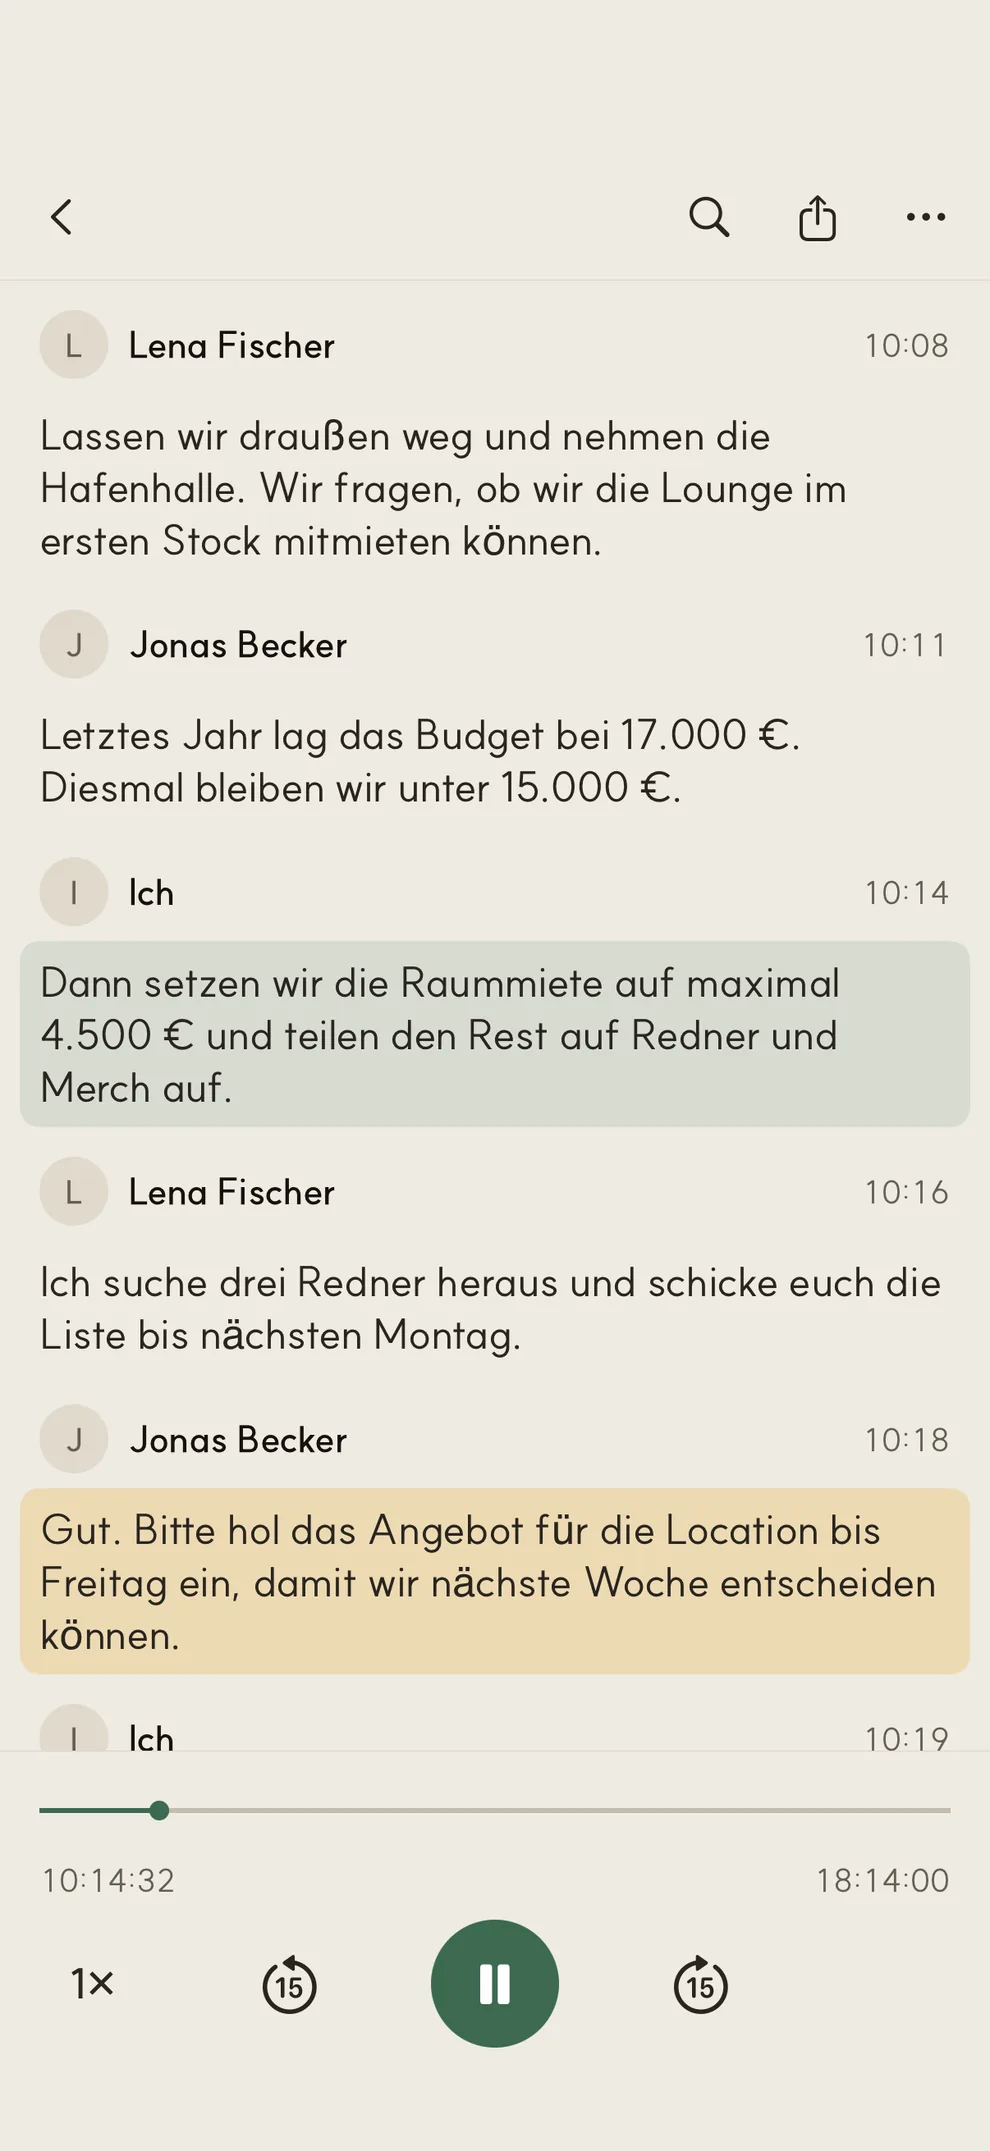 L Lena Fischer 10:08
Lassen wir draußen weg und nehmen die
Hafenhalle. Wir fragen, ob wir die Lounge im
ersten Stock mitmieten können.
J Jonas Becker 10:11
Letztes Jahr lag das Budget bei 17.000 €.
Diesmal bleiben wir unter 15.000 €.
I Ich 10:14
Dann setzen wir die Raummiete auf maximal
4.500 € und teilen den Rest auf Redner und
Merch auf.
L Lena Fischer 10:16
Ich suche drei Redner heraus und schicke euch die
Liste bis nächsten Montag.
J Jonas Becker 10:18
Gut. Bitte hol das Angebot für die Location bis
Freitag ein, damit wir nächste Woche entscheiden
können.
I Ich 10:19
10:14:32 18:14:00
1× 15 15